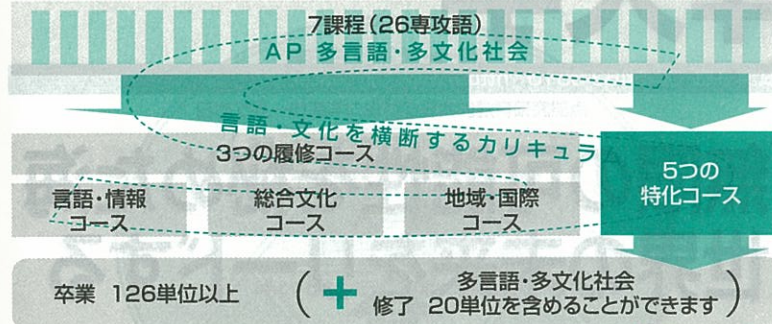 7課程(26専攻語)
AP 多言語・多文化社会
言語・文化を横断するカリキュラム
3つの履修コース
言語・情報
コース
総合文化
コース
地域・国際
コース
5つの
特化コース
卒業 126単位以上
( + 多言語・多文化社会
修了 20単位を含めることができます )